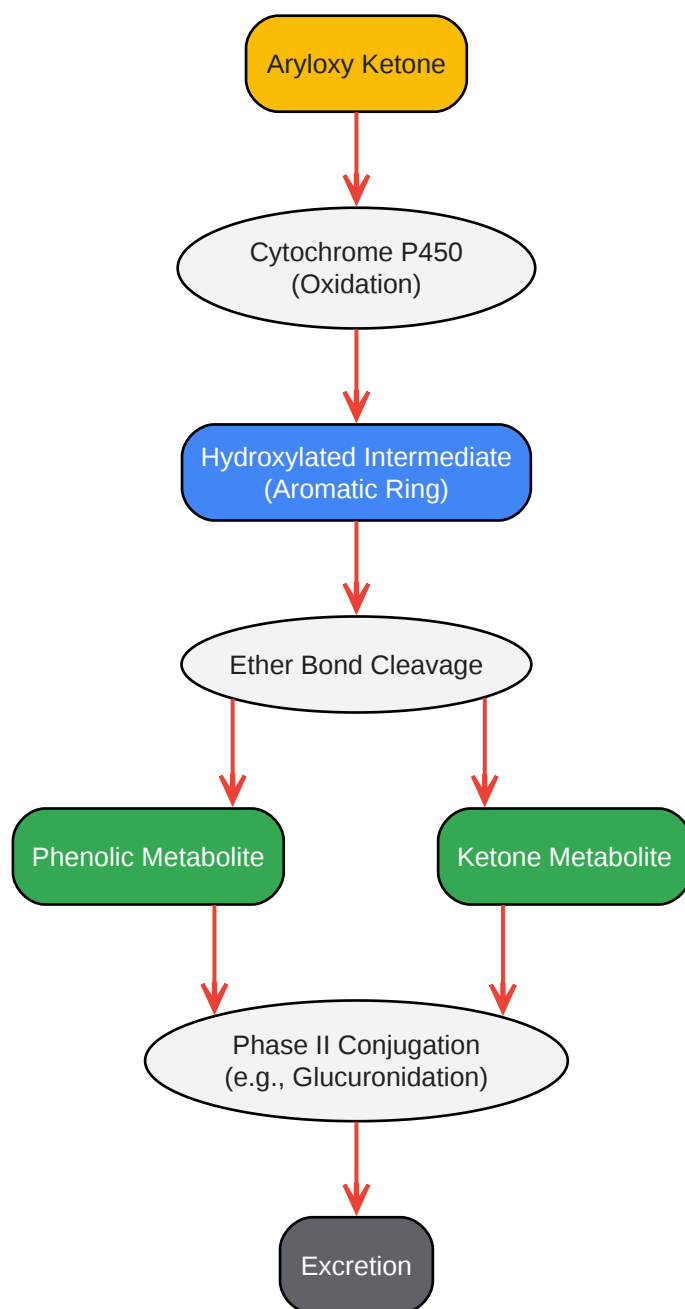 Aryloxy Ketone
Cytochrome P450
(Oxidation)
Hydroxylated Intermediate
(Aromatic Ring)
Ether Bond Cleavage
Phenolic Metabolite
Ketone Metabolite
Phase II Conjugation
(e.g., Glucuronidation)
Excretion